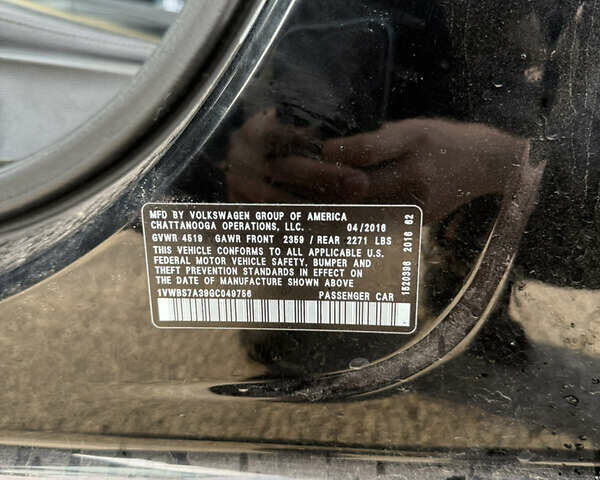 MFD BY VOLKSWAGEN GROUP OF AMERICA
CHATTANOOGA OPERATIONS, LLC. 04/2016
GVWR 4519 GAWR FRONT 2359 / REAR 2271 LBS
THIS VEHICLE CONFORMS TO ALL APPLICABLE U.S.
FEDERAL MOTOR VEHICLE SAFETY, BUMPER AND
THEFT PREVENTION STANDARDS IN EFFECT ON THE
DATE OF MANUFACTURE SHOWN ABOVE
1VWBS7A39GC049756 PASSENGER CAR
1520398 2016 62